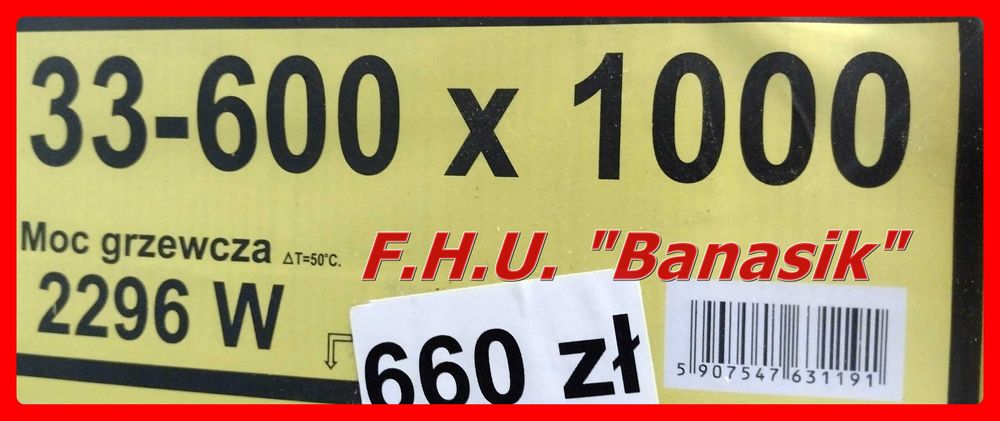 33-600 x 1000
Moc grzewcza ΔT=50°C.
2296 W
F.H.U. "Banasik"
660 zł
5 907547 631191